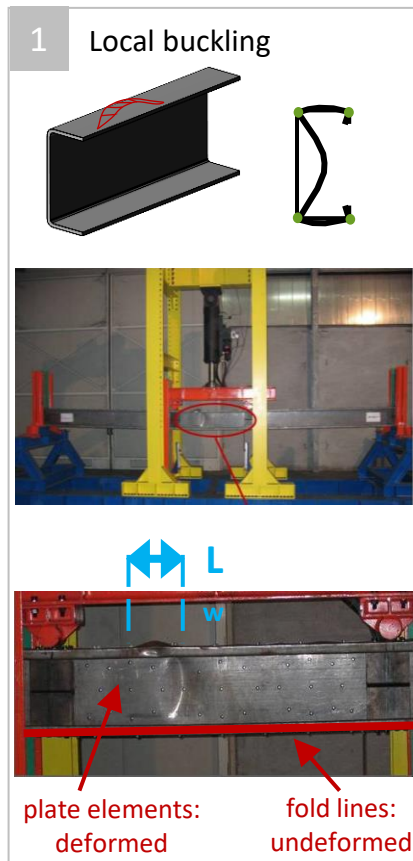 1
Local buckling
L
w
plate elements:
deformed
fold lines:
undeformed